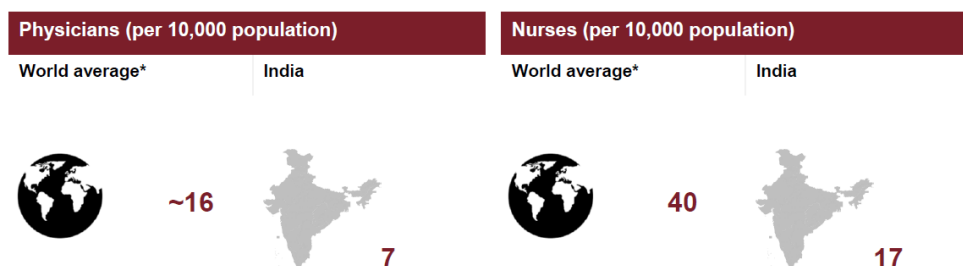 Physicians (per 10,000 population)
World average*
India
~16
7
Nurses (per 10,000 population)
World average*
India
40
17